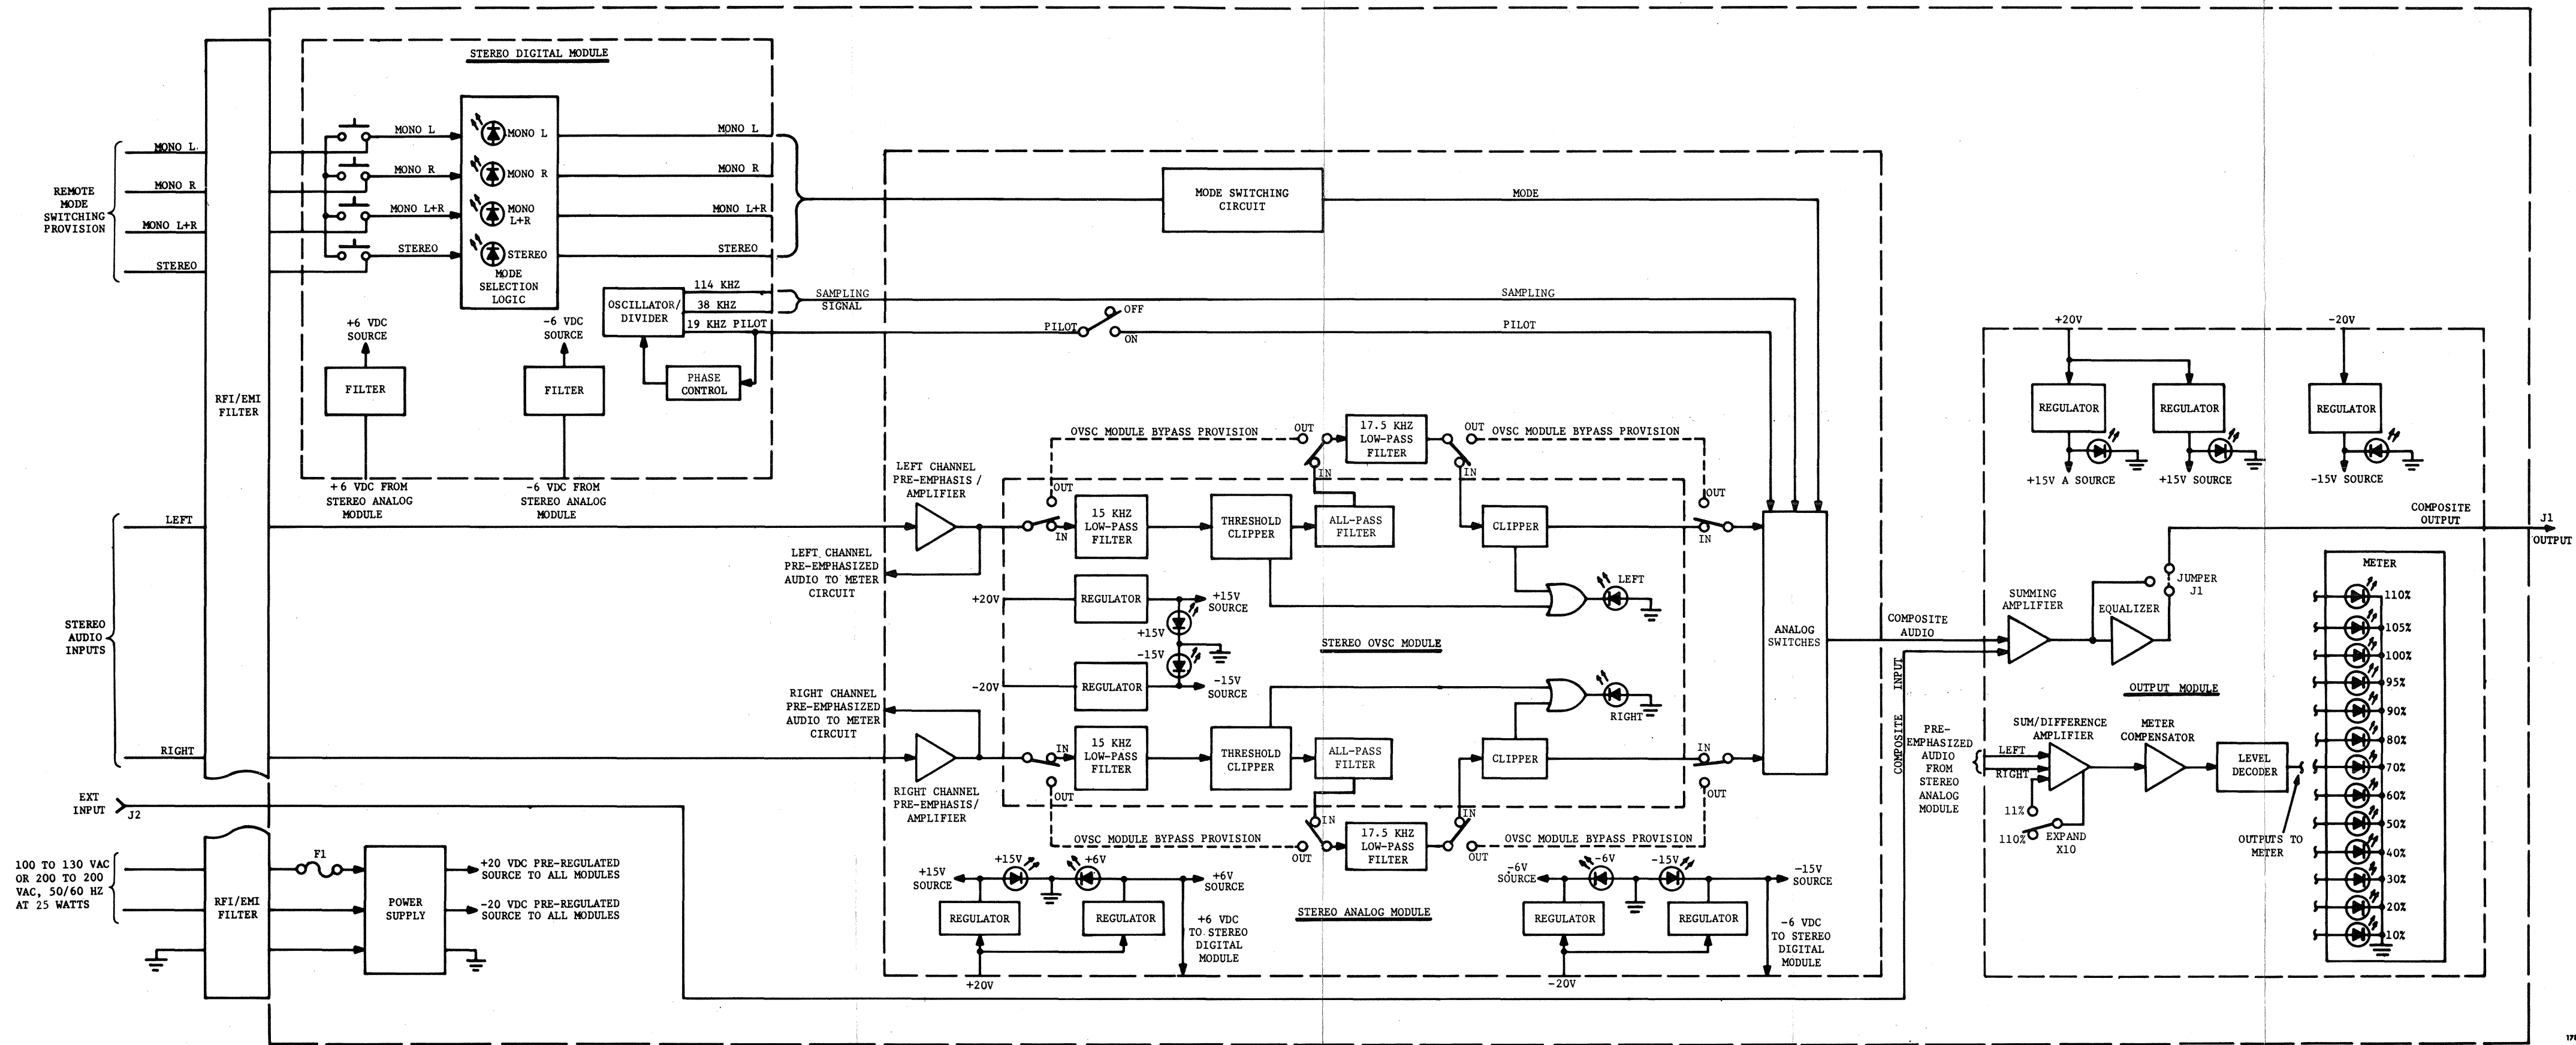 STEREO DIGITAL MODULE
REMOTE
MODE
SWITCHING
PROVISION
MONO L
MONO R
MONO L+R
STEREO
RFI/EMI
FILTER
MONO L
MONO R
MONO L+R
STEREO
MONO L
MONO R
MONO
L+R
STEREO
MODE
SELECTION
LOGIC
MONO L
MONO R
MONO L+R
STEREO
OSCILLATOR/
DIVIDER
114 KHZ
38 KHZ
19 KHZ PILOT
SAMPLING
SIGNAL
PHASE
CONTROL
+6 VDC
SOURCE
FILTER
+6 VDC FROM
STEREO ANALOG
MODULE
-6 VDC
SOURCE
FILTER
-6 VDC FROM
STEREO ANALOG
MODULE
MODE SWITCHING
CIRCUIT
MODE
SAMPLING
PILOT
OFF
ON
PILOT
STEREO
AUDIO
INPUTS
LEFT
RIGHT
LEFT CHANNEL
PRE-EMPHASIS /
AMPLIFIER
LEFT CHANNEL
PRE-EMPHASIZED
AUDIO TO METER
CIRCUIT
OUT
IN
OVSC MODULE BYPASS PROVISION
OUT
IN
17.5 KHZ
LOW-PASS
FILTER
OUT
IN
OVSC MODULE BYPASS PROVISION
OUT
IN
15 KHZ
LOW-PASS
FILTER
THRESHOLD
CLIPPER
ALL-PASS
FILTER
CLIPPER
LEFT
+20V
REGULATOR
+15V
SOURCE
+15V
-15V
-20V
REGULATOR
-15V
SOURCE
STEREO OVSC MODULE
RIGHT
ANALOG
SWITCHES
RIGHT CHANNEL
PRE-EMPHASIZED
AUDIO TO METER
CIRCUIT
RIGHT CHANNEL
PRE-EMPHASIS/
AMPLIFIER
IN
OUT
15 KHZ
LOW-PASS
FILTER
THRESHOLD
CLIPPER
ALL-PASS
FILTER
CLIPPER
IN
OUT
OVSC MODULE BYPASS PROVISION
IN
OUT
17.5 KHZ
LOW-PASS
FILTER
IN
OUT
OVSC MODULE BYPASS PROVISION
+15V
SOURCE
+15V
+6V
+6V
SOURCE
REGULATOR
REGULATOR
+20V
+6 VDC
TO STEREO
DIGITAL
MODULE
STEREO ANALOG MODULE
-6V
SOURCE
-6V
-15V
-15V
SOURCE
REGULATOR
REGULATOR
-20V
-6 VDC
TO STEREO
DIGITAL
MODULE
EXT
INPUT
J2
100 TO 130 VAC
OR 200 TO 200
VAC, 50/60 HZ
AT 25 WATTS
RFI/EMI
FILTER
F1
POWER
SUPPLY
+20 VDC PRE-REGULATED
SOURCE TO ALL MODULES
-20 VDC PRE-REGULATED
SOURCE TO ALL MODULES
COMPOSITE
AUDIO
COMPOSITE INPUT
+20V
REGULATOR
+15V A SOURCE
REGULATOR
+15V SOURCE
-20V
REGULATOR
-15V SOURCE
COMPOSITE
OUTPUT
J1
OUTPUT
SUMMING
AMPLIFIER
EQUALIZER
JUMPER
J1
OUTPUT MODULE
PRE-
EMPHASIZED
AUDIO
FROM
STEREO
ANALOG
MODULE
LEFT
RIGHT
SUM/DIFFERENCE
AMPLIFIER
11%
110%
EXPAND
X10
METER
COMPENSATOR
LEVEL
DECODER
OUTPUTS TO
METER
METER
110%
105%
100%
95%
90%
80%
70%
60%
50%
40%
30%
20%
10%